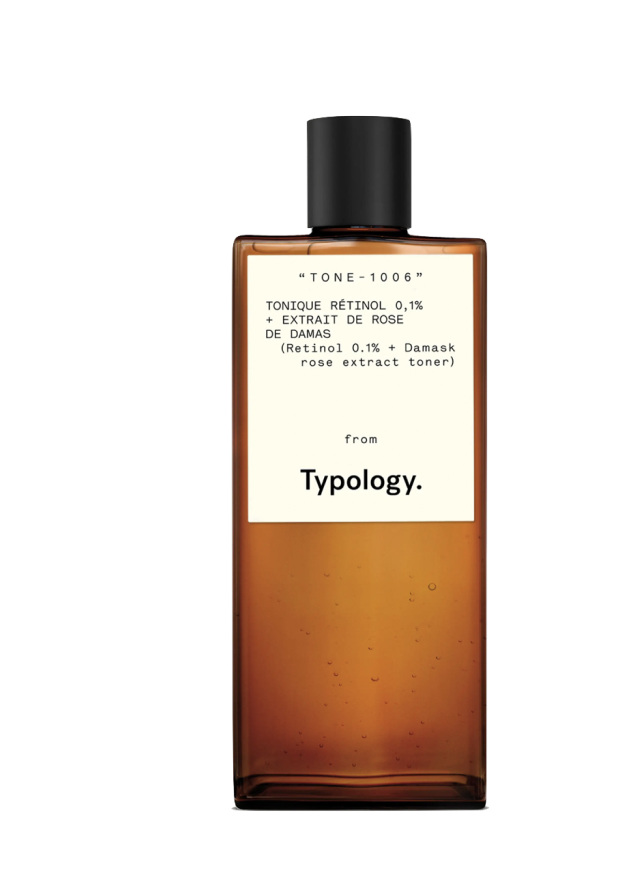 “TONE-1006”
TONIQUE RÉTINOL 0,1%
+ EXTRAIT DE ROSE
DE DAMAS
(Retinol 0.1% + Damask
rose extract toner)
from
Typology.